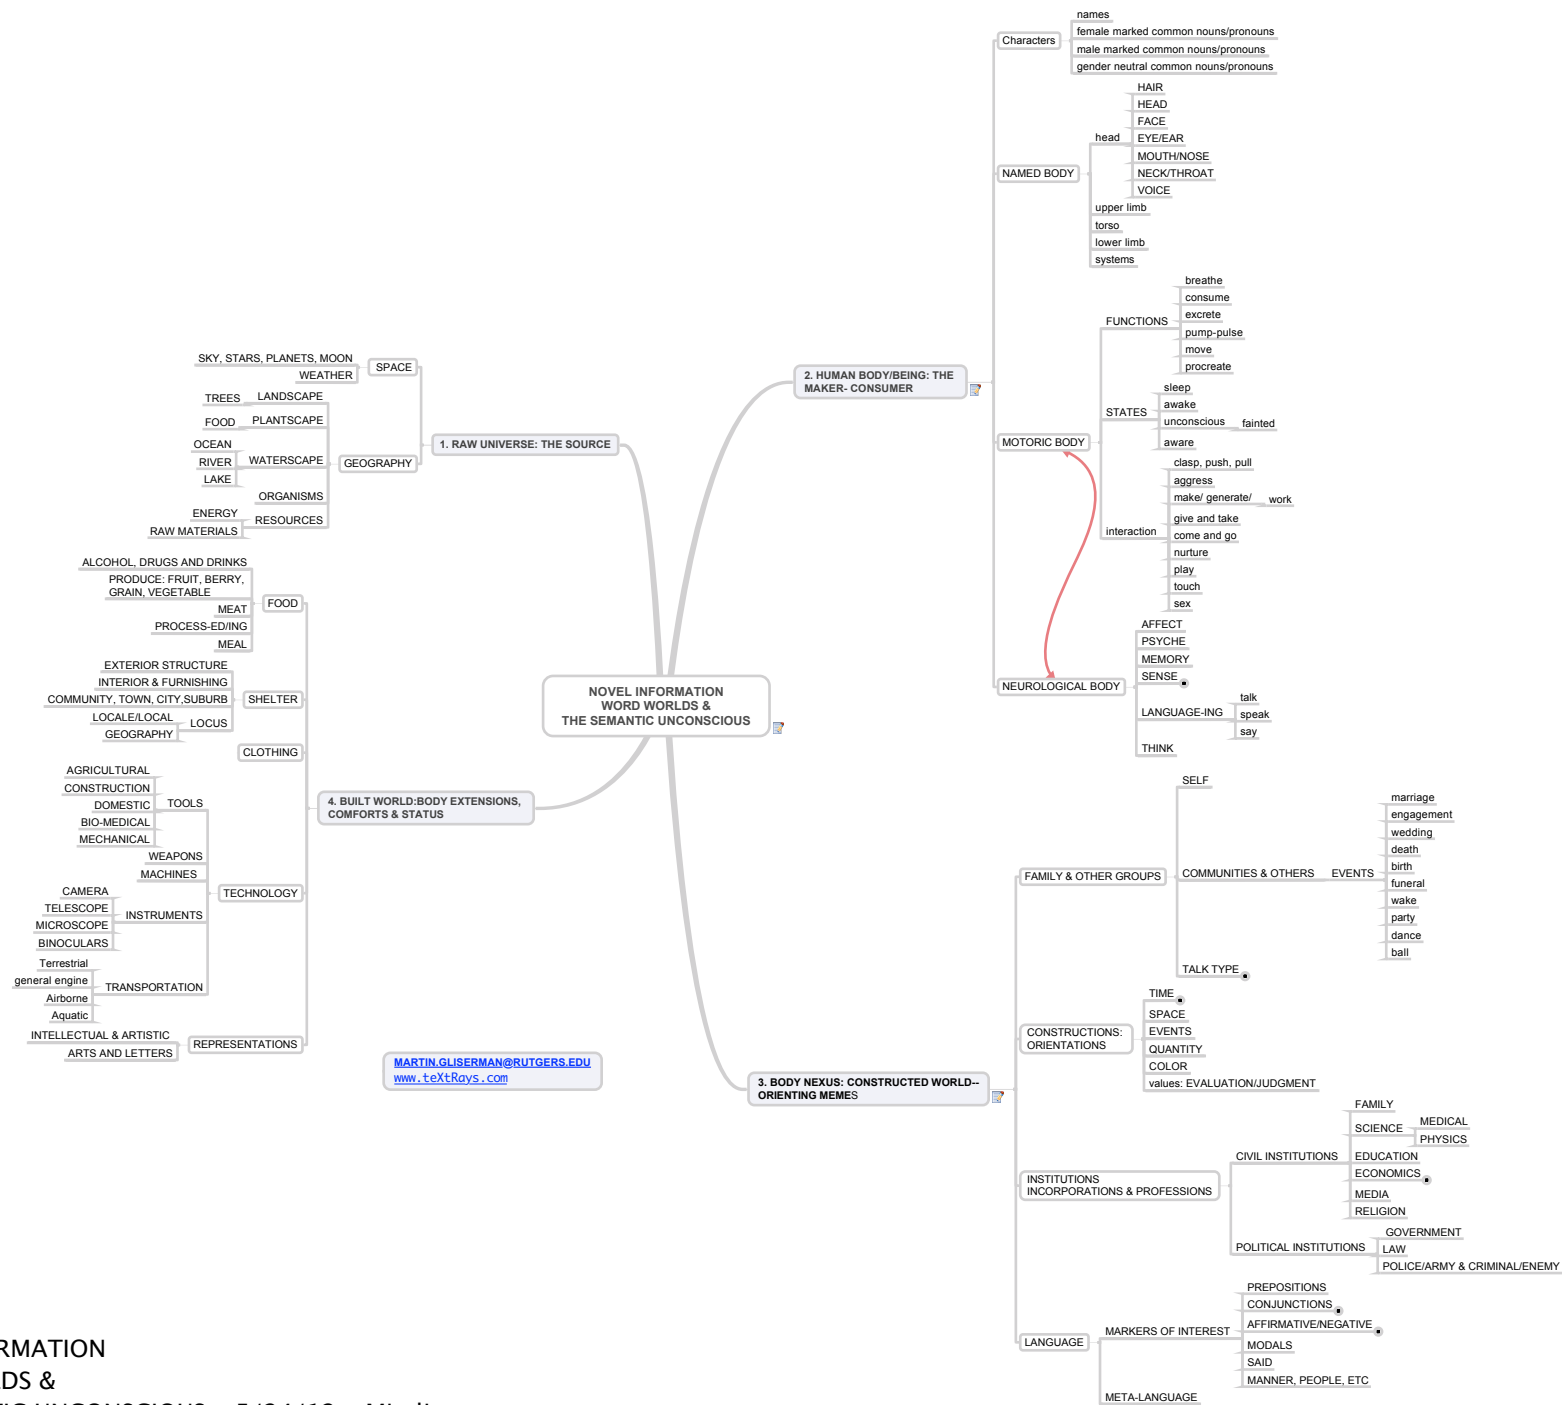 NOVEL INFORMATION
WORD WORLDS &
THE SEMANTIC UNCONSCIOUS
1. RAW UNIVERSE: THE SOURCE
SPACE
SKY, STARS, PLANETS, MOON
WEATHER
GEOGRAPHY
LANDSCAPE
TREES
PLANTSCAPE
FOOD
WATERSCAPE
OCEAN
RIVER
LAKE
ORGANISMS
RESOURCES
ENERGY
RAW MATERIALS
2. HUMAN BODY/BEING: THE
MAKER- CONSUMER
Characters
names
female marked common nouns/pronouns
male marked common nouns/pronouns
gender neutral common nouns/pronouns
NAMED BODY
head
HAIR
HEAD
FACE
EYE/EAR
MOUTH/NOSE
NECK/THROAT
VOICE
upper limb
torso
lower limb
systems
MOTORIC BODY
FUNCTIONS
breathe
consume
excrete
pump-pulse
move
procreate
STATES
sleep
awake
unconscious
fainted
aware
interaction
clasp, push, pull
aggress
make/ generate/
work
give and take
come and go
nurture
play
touch
sex
NEUROLOGICAL BODY
AFFECT
PSYCHE
MEMORY
SENSE
LANGUAGE-ING
talk
speak
say
THINK
3. BODY NEXUS: CONSTRUCTED WORLD--
ORIENTING MEMES
FAMILY & OTHER GROUPS
SELF
COMMUNITIES & OTHERS
EVENTS
marriage
engagement
wedding
death
birth
funeral
wake
party
dance
ball
TALK TYPE
CONSTRUCTIONS:
ORIENTATIONS
TIME
SPACE
EVENTS
QUANTITY
COLOR
values: EVALUATION/JUDGMENT
INSTITUTIONS
INCORPORATIONS & PROFESSIONS
CIVIL INSTITUTIONS
FAMILY
SCIENCE
MEDICAL
PHYSICS
EDUCATION
ECONOMICS
MEDIA
RELIGION
POLITICAL INSTITUTIONS
GOVERNMENT
LAW
POLICE/ARMY & CRIMINAL/ENEMY
LANGUAGE
MARKERS OF INTEREST
PREPOSITIONS
CONJUNCTIONS
AFFIRMATIVE/NEGATIVE
MODALS
SAID
MANNER, PEOPLE, ETC
META-LANGUAGE
4. BUILT WORLD:BODY EXTENSIONS,
COMFORTS & STATUS
FOOD
ALCOHOL, DRUGS AND DRINKS
PRODUCE: FRUIT, BERRY,
GRAIN, VEGETABLE
MEAT
PROCESS-ED/ING
MEAL
SHELTER
EXTERIOR STRUCTURE
INTERIOR & FURNISHING
COMMUNITY, TOWN, CITY,SUBURB
LOCUS
LOCALE/LOCAL
GEOGRAPHY
CLOTHING
TECHNOLOGY
TOOLS
AGRICULTURAL
CONSTRUCTION
DOMESTIC
BIO-MEDICAL
MECHANICAL
WEAPONS
MACHINES
INSTRUMENTS
CAMERA
TELESCOPE
MICROSCOPE
BINOCULARS
TRANSPORTATION
Terrestrial
general engine
Airborne
Aquatic
REPRESENTATIONS
INTELLECTUAL & ARTISTIC
ARTS AND LETTERS
MARTIN.GLISERMAN@RUTGERS.EDU
www.teXtRays.com
RMATION
DS &